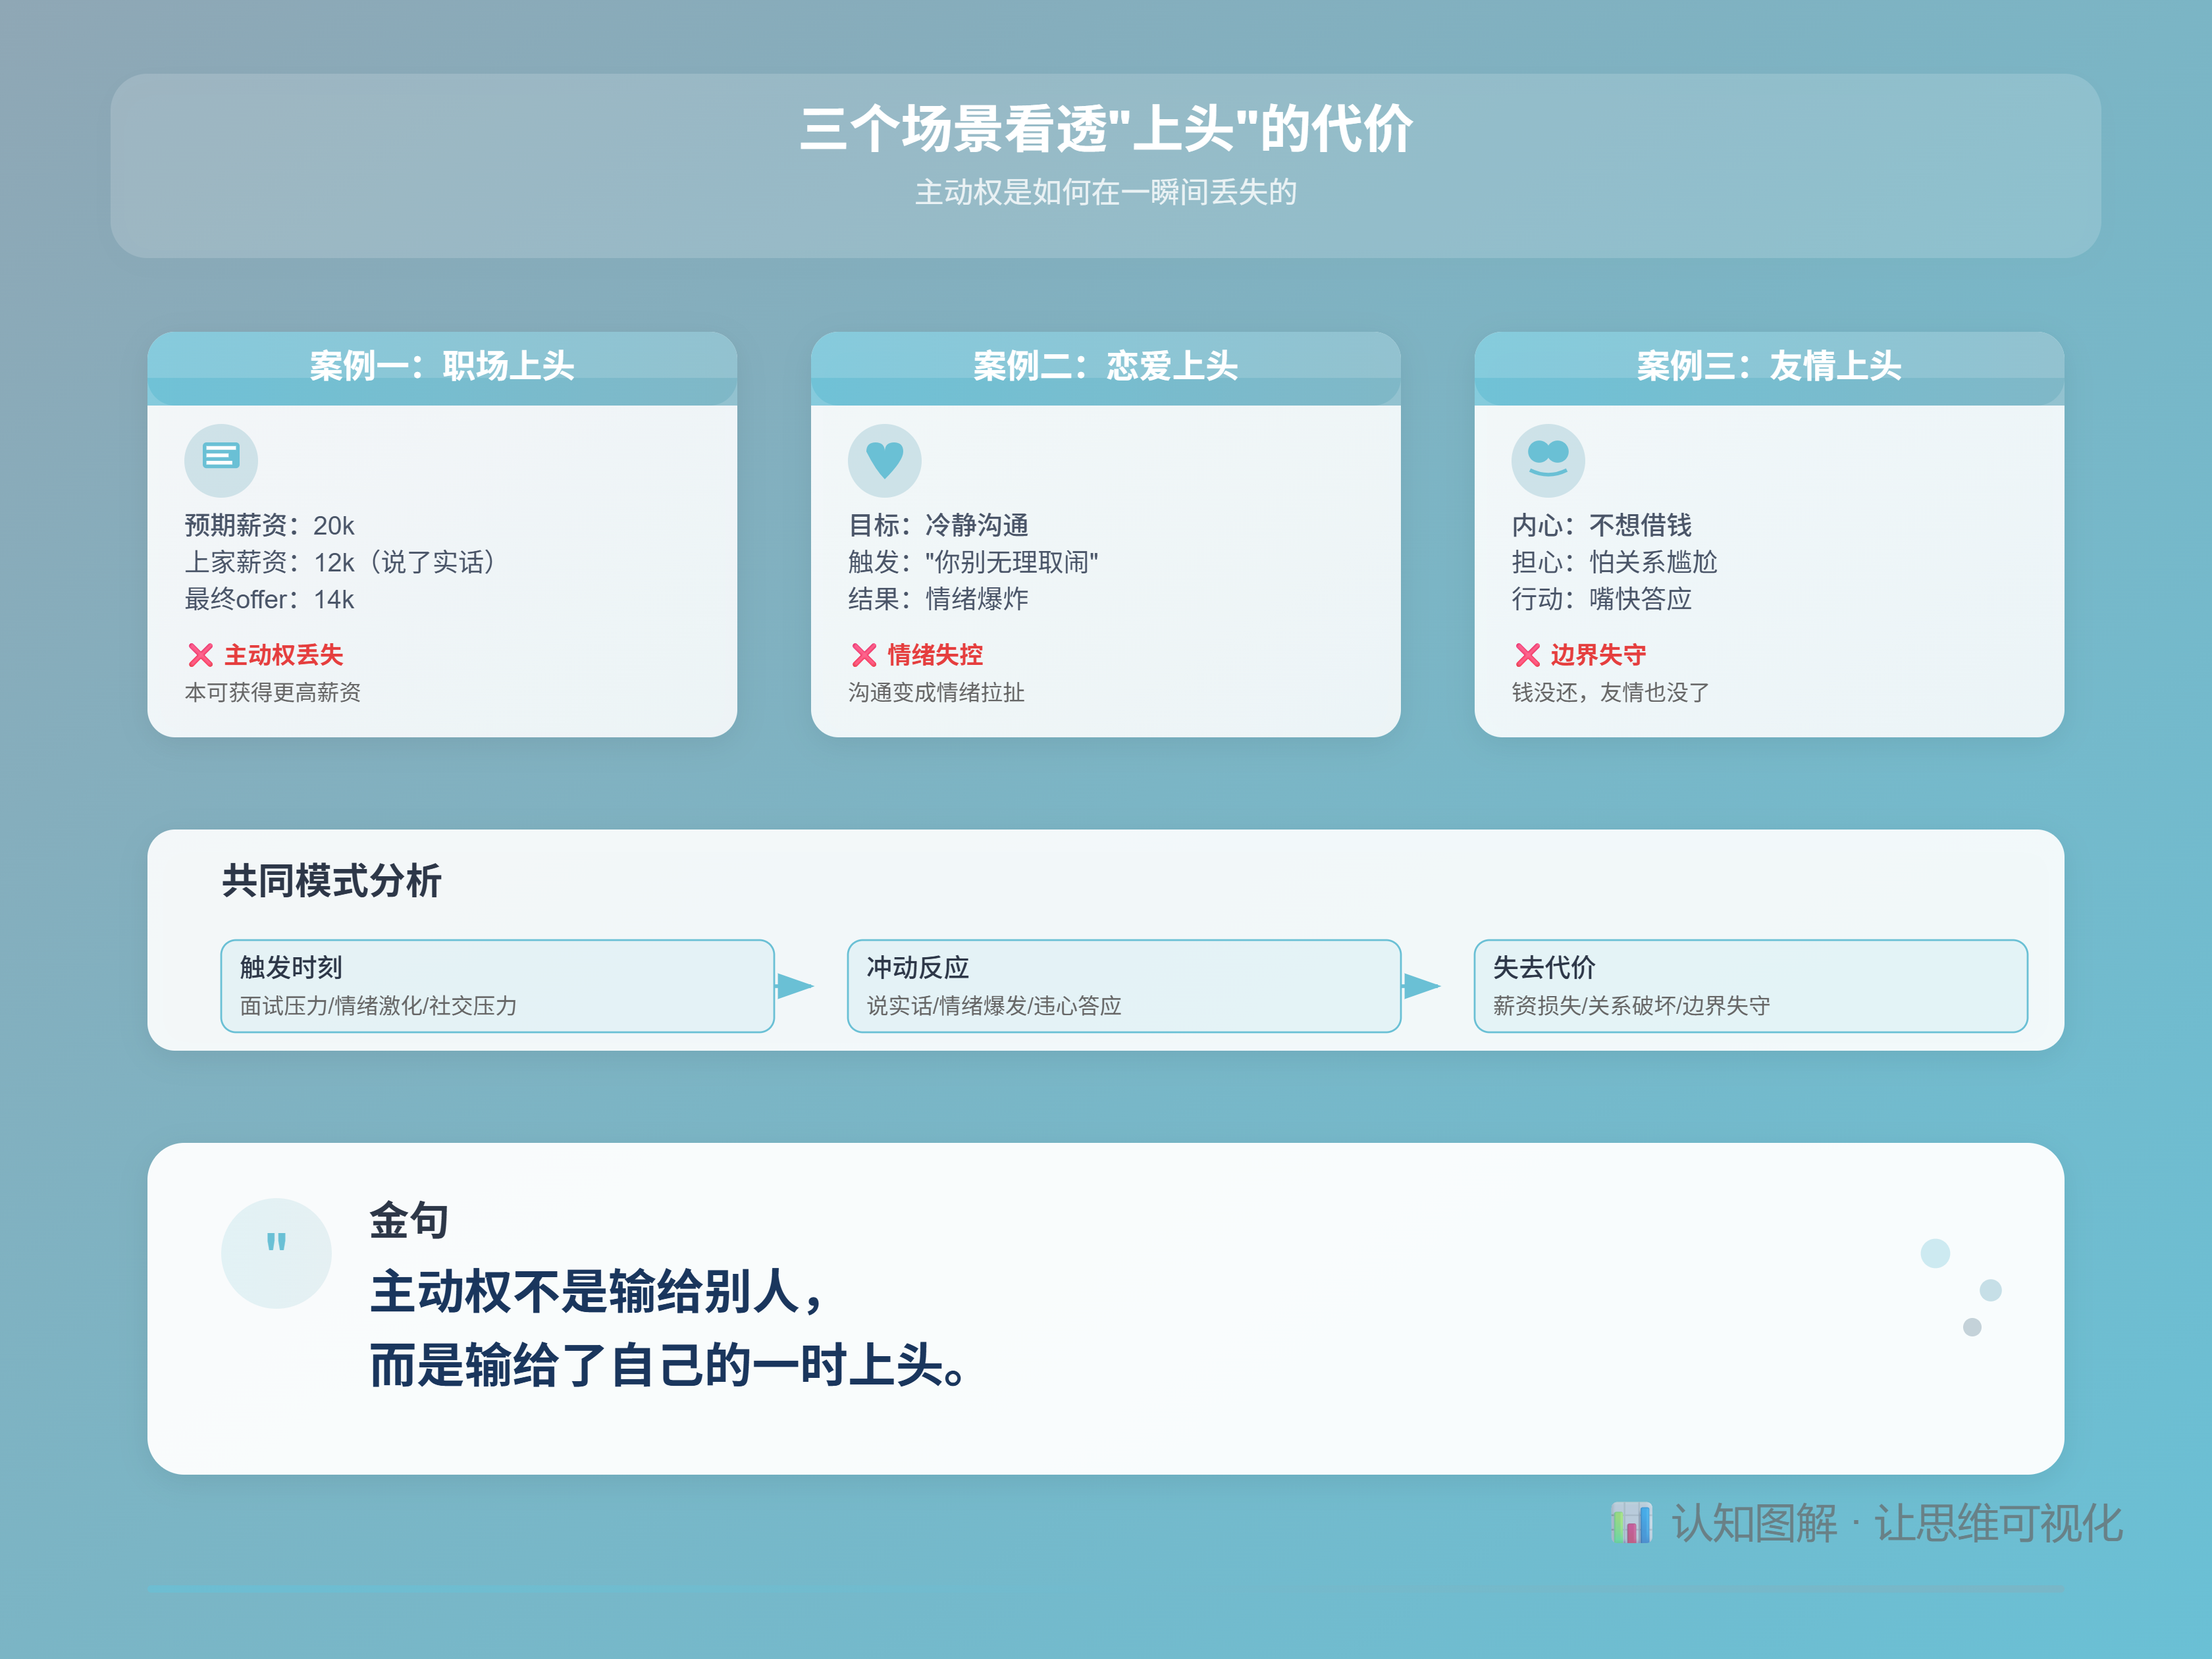 三个场景看透"上头"的代价
主动权是如何在一瞬间丢失的
案例一：职场上头
预期薪资：20k
上家薪资：12k（说了实话）
最终offer：14k
❌ 主动权丢失
本可获得更高薪资
案例二：恋爱上头
目标：冷静沟通
触发："你别无理取闹"
结果：情绪爆炸
❌ 情绪失控
沟通变成情绪拉扯
案例三：友情上头
内心：不想借钱
担心：怕关系尴尬
行动：嘴快答应
❌ 边界失守
钱没还，友情也没了
共同模式分析
触发时刻
面试压力/情绪激化/社交压力
冲动反应
说实话/情绪爆发/违心答应
失去代价
薪资损失/关系破坏/边界失守
"
金句
主动权不是输给别人，
而是输给了自己的一时上头。
📊 认知图解 · 让思维可视化